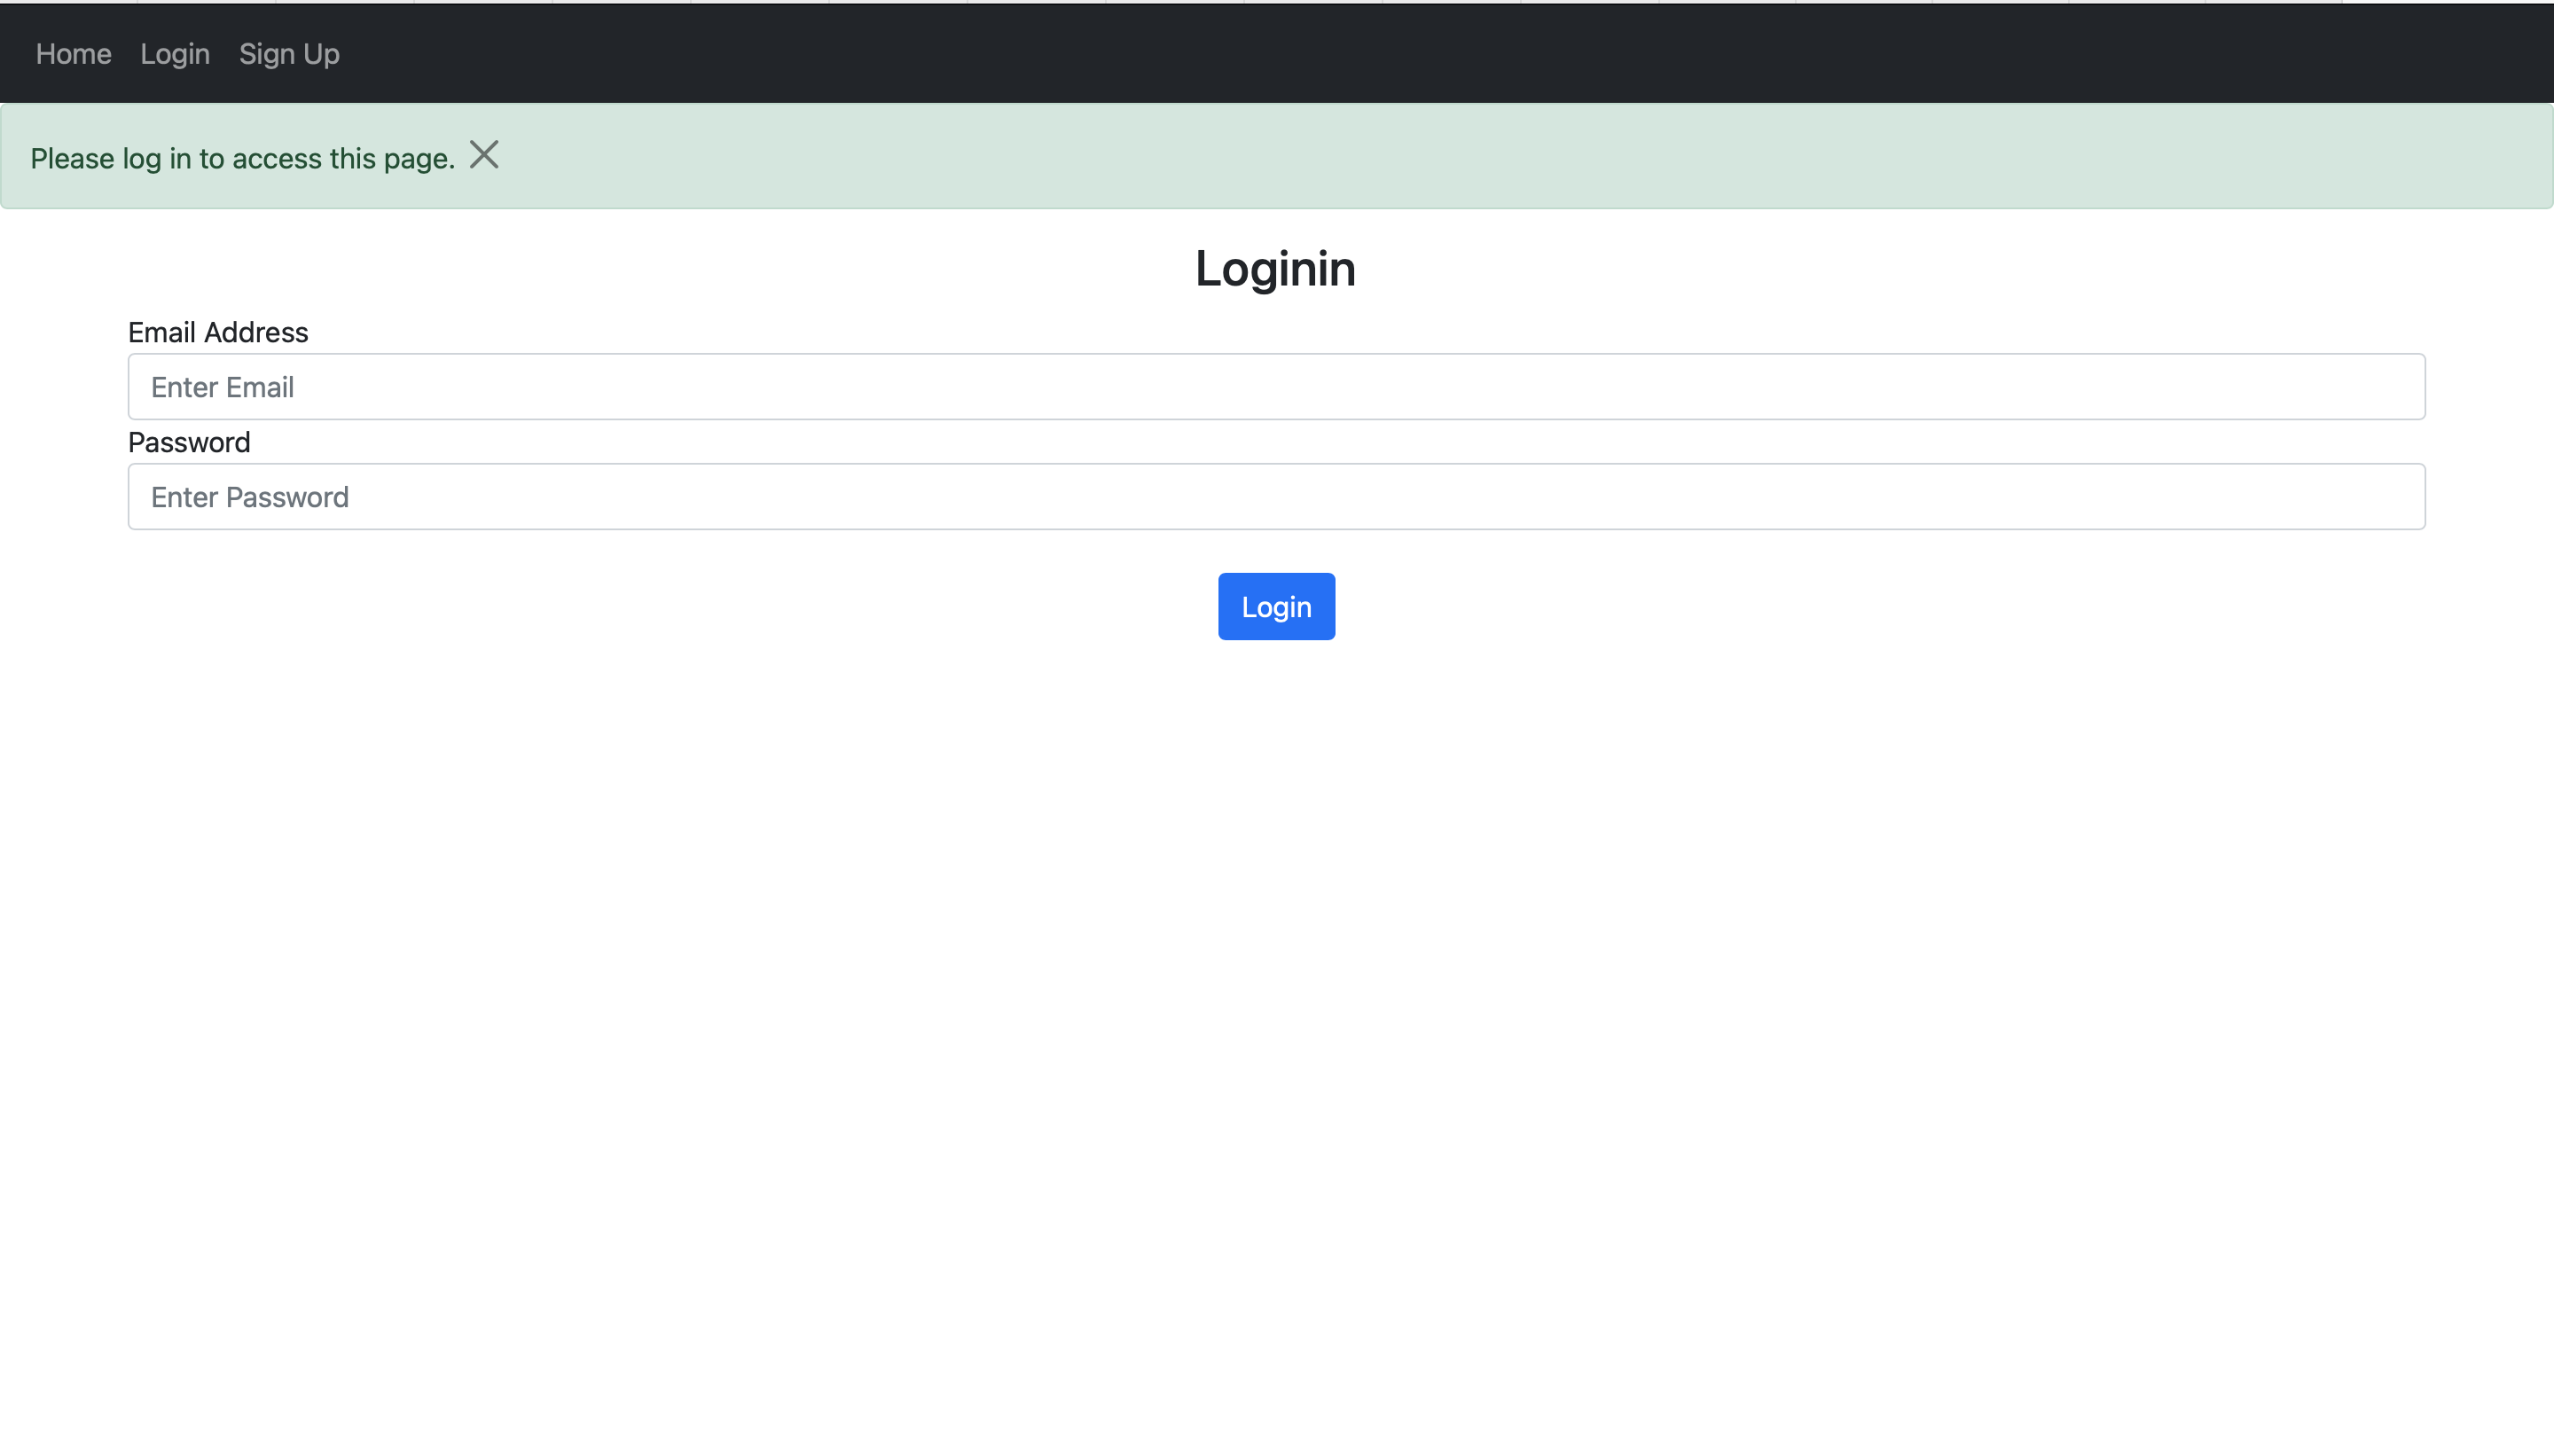 Home Login Sign Up
Please log in to access this page.
Loginin
Email Address
Enter Email
Password
Enter Password
Login